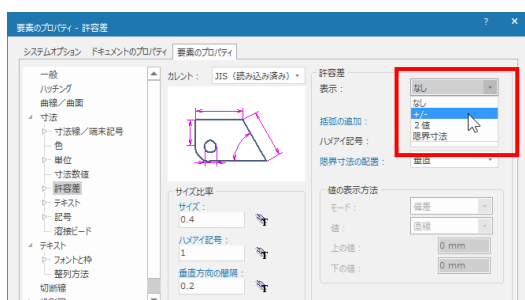 要素のプロパティ - 許容差
? ×
システムオプション ドキュメントのプロパティ 要素のプロパティ
一般
ハッチング
曲線／曲面
寸法
寸法線／端末記号
色
単位
寸法数値
許容差
テキスト
記号
溶接ビード
テキスト
フォントと枠
整列方法
切断線
カレント： JIS（読み込み済み）
サイズ比率
サイズ：
0.4
ハメアイ記号：
1
垂直方向の間隔：
0.2
許容差
表示： なし
なし
+/-
２値
限界寸法
括弧の追加：
ハメアイ記号：
限界寸法の配置： 垂直
値の表示方法
モード： 偏差
値： 直線
上の値： 0 mm
下の値： 0 mm